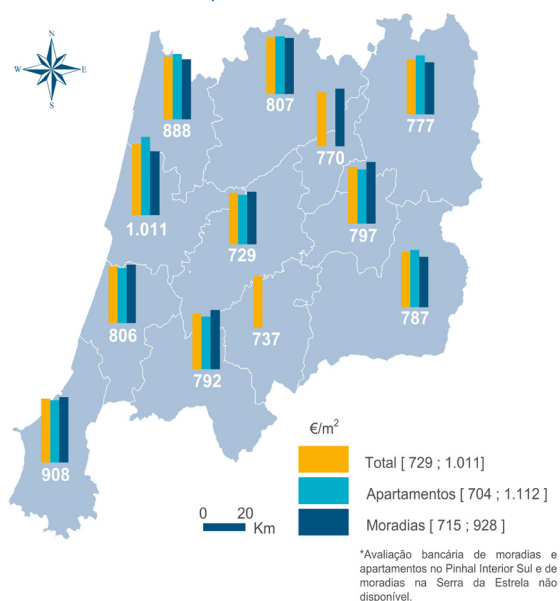 N
W E
S
888
807
777
770
1.011
729
797
806
792
737
787
908
€/m²
Total [ 729 ; 1.011]
Apartamentos [ 704 ; 1.112 ]
Moradias [ 715 ; 928 ]
0 20
Km
*Avaliação bancária de moradias e
apartamentos no Pinhal Interior Sul e de
moradias na Serra da Estrela não
disponível.